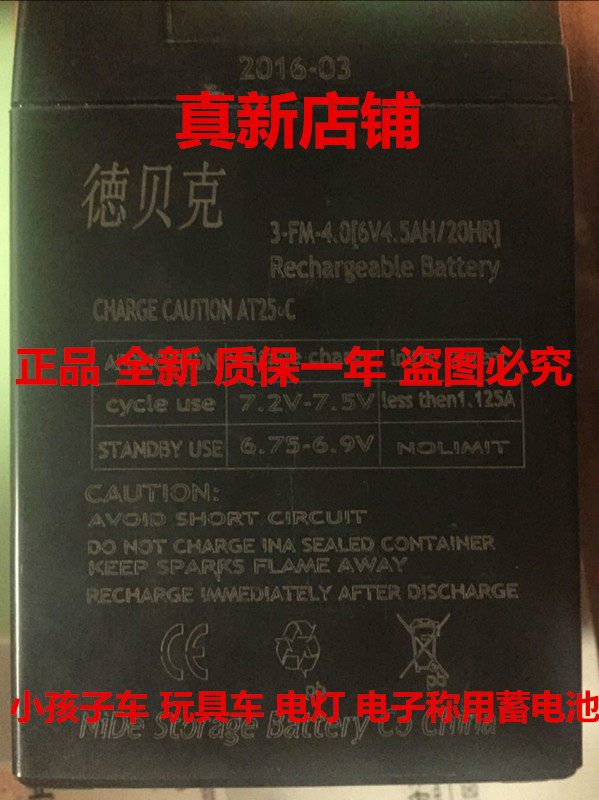 2016-03
真新店铺
德贝克
3-FM-4.0[6V4.5AH/20HR]
Rechargeable Battery
CHARGE CAUTION AT25°C
正品 全新 质保一年 盗图必究
cycle use 7.2V-7.5V less then1.125A
STANDBY USE 6.75-6.9V NOLIMIT
CAUTION:
AVOID SHORT CIRCUIT
DO NOT CHARGE INA SEALED CONTAINER
KEEP SPARKS FLAME AWAY
RECHARGE IMMEDIATELY AFTER DISCHARGE
CE
Pb
pb
小孩子车 玩具车 电灯 电子称用蓄电池
NiDe Storage Battery CO China